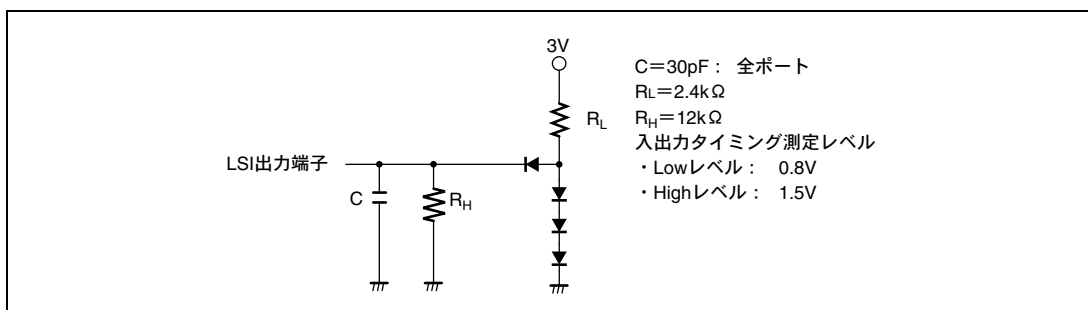 3V
C＝30pF： 全ポート
RL＝2.4kΩ
RH＝12kΩ
入出力タイミング測定レベル
・Lowレベル： 0.8V
・Highレベル： 1.5V
RL
LSI出力端子
C
RH